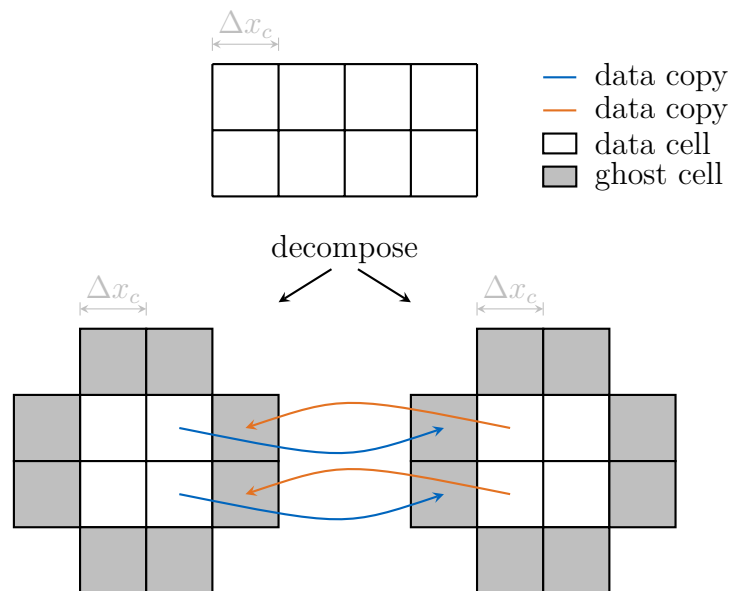 Δx_c
data copy
data copy
data cell
ghost cell
decompose
Δx_c
Δx_c